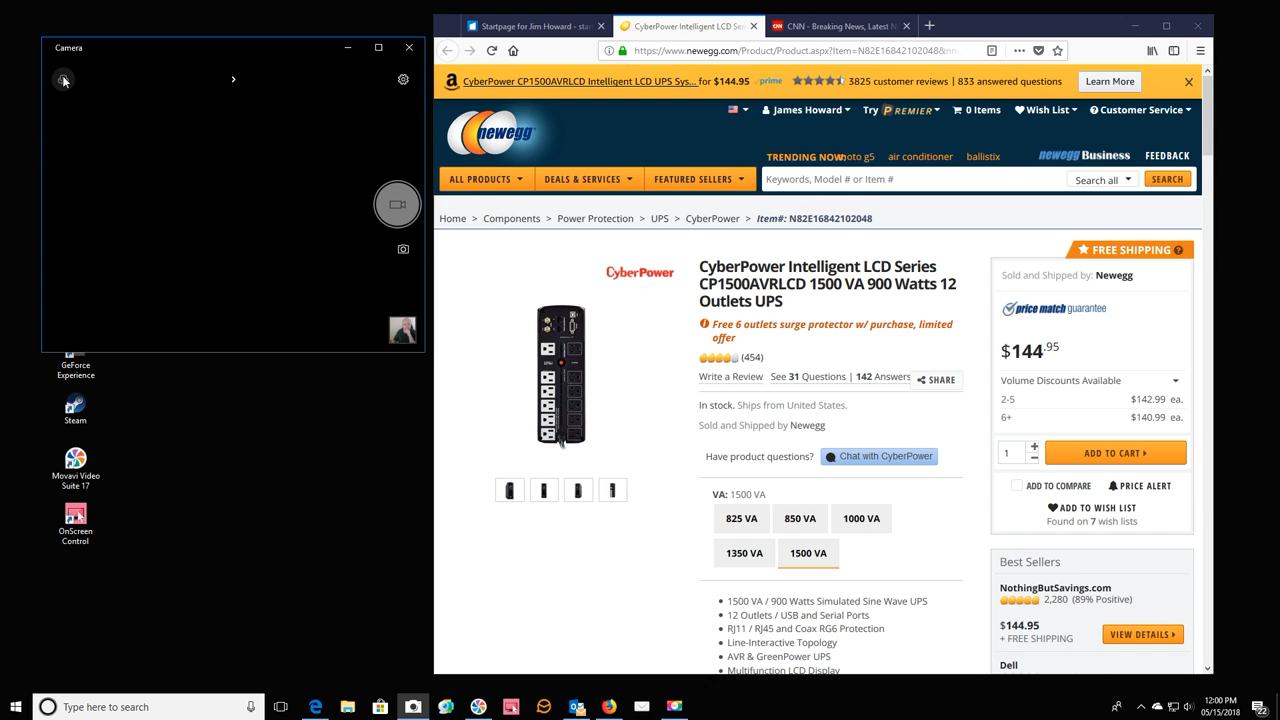 Camera
GeForce
Experience
Steam
Movavi Video
Suite 17
OnScreen
Control
Startpage for Jim Howard - star
CyberPower Intelligent LCD Se
CNN - Breaking News, Latest N
https://www.newegg.com/Product/Product.aspx?Item=N82E16842102048&nm
CyberPower CP1500AVRLCD Intelligent LCD UPS Sys... for $144.95 prime 3825 customer reviews | 833 answered questions Learn More
James Howard Try PREMIER 0 Items Wish List Customer Service
newegg
TRENDING NOW: moto g5 air conditioner ballistix newegg Business FEEDBACK
ALL PRODUCTS DEALS & SERVICES FEATURED SELLERS Keywords, Model # or Item # Search all SEARCH
Home > Components > Power Protection > UPS > CyberPower > Item#: N82E16842102048
CyberPower
CyberPower Intelligent LCD Series
CP1500AVRLCD 1500 VA 900 Watts 12
Outlets UPS
Free 6 outlets surge protector w/ purchase, limited
offer
(454)
Write a Review See 31 Questions | 142 Answers SHARE
In stock. Ships from United States.
Sold and Shipped by Newegg
Have product questions? Chat with CyberPower
VA: 1500 VA
825 VA 850 VA 1000 VA
1350 VA 1500 VA
1500 VA / 900 Watts Simulated Sine Wave UPS
12 Outlets / USB and Serial Ports
RJ11 / RJ45 and Coax RG6 Protection
Line-Interactive Topology
AVR & GreenPower UPS
Multifunction LCD Display
FREE SHIPPING
Sold and Shipped by: Newegg
price match guarantee
$144.95
Volume Discounts Available
2-5 $142.99 ea.
6+ $140.99 ea.
1 ADD TO CART
ADD TO COMPARE PRICE ALERT
ADD TO WISH LIST
Found on 7 wish lists
Best Sellers
NothingButSavings.com
2,280 (89% Positive)
$144.95
+ FREE SHIPPING
VIEW DETAILS
Dell
Type here to search
12:00 PM
05/15/2018
22